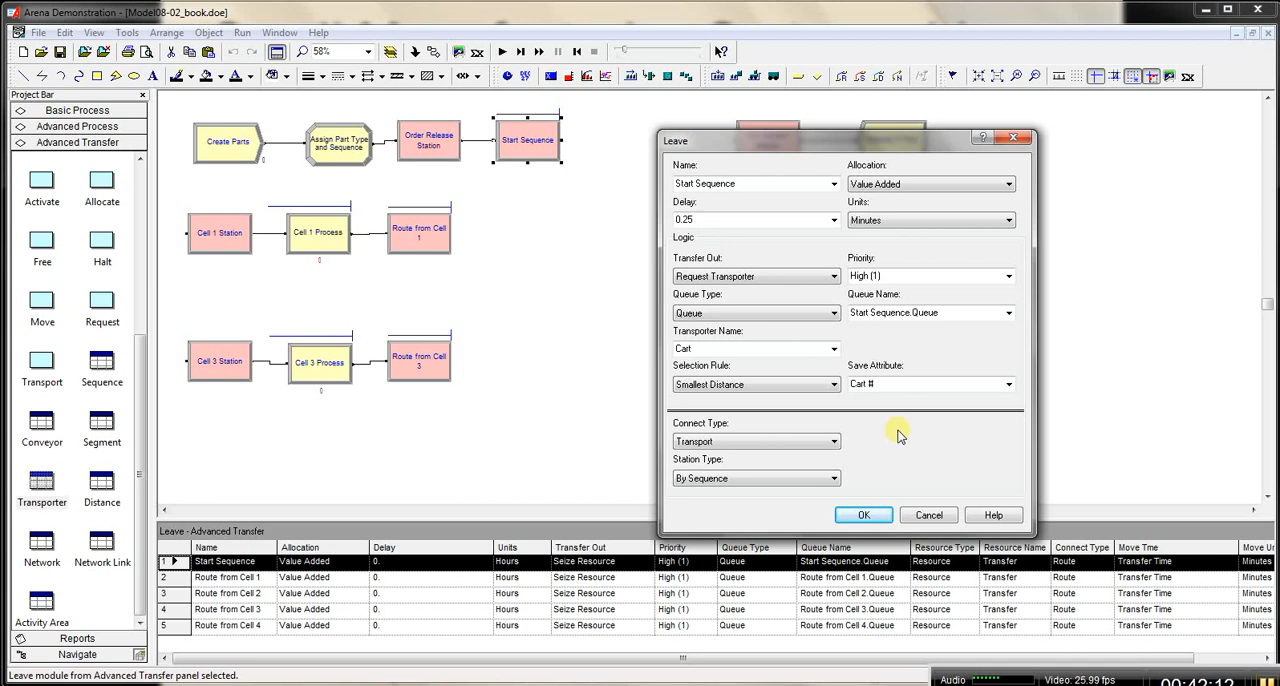 Arena Demonstration - [Model08-02_book.doe]
File Edit View Tools Arrange Object Run Window Help
58%
Project Bar
Basic Process
Advanced Process
Advanced Transfer
Activate Allocate
Free Halt
Move Request
Transport Sequence
Conveyor Segment
Transporter Distance
Network Network Link
Activity Area
Reports
Navigate
Create Parts
0
Assign Part Type
and Sequence
Order Release
Station
Start Sequence
Cell 1 Station
Cell 1 Process
0
Route from Cell
1
Cell 3 Station
Cell 3 Process
0
Route from Cell
3
Leave
Name: Allocation:
Start Sequence Value Added
Delay: Units:
0.25 Minutes
Logic
Transfer Out: Priority:
Request Transporter High (1)
Queue Type: Queue Name:
Queue Start Sequence.Queue
Transporter Name:
Cart
Selection Rule: Save Attribute:
Smallest Distance Cart #
Connect Type:
Transport
Station Type:
By Sequence
OK Cancel Help
Leave - Advanced Transfer
Name Allocation Delay Units Transfer Out Priority Queue Type Queue Name Resource Type Resource Name Connect Type Move Tme Move Ur
1 Start Sequence Value Added 0. Hours Seize Resource High (1) Queue Start Sequence.Queue Resource Transfer Route Transfer Time Minutes
2 Route from Cell 1 Value Added 0. Hours Seize Resource High (1) Queue Route from Cell 1.Queue Resource Transfer Route Transfer Time Minutes
3 Route from Cell 2 Value Added 0. Hours Seize Resource High (1) Queue Route from Cell 2.Queue Resource Transfer Route Transfer Time Minutes
4 Route from Cell 3 Value Added 0. Hours Seize Resource High (1) Queue Route from Cell 3.Queue Resource Transfer Route Transfer Time Minutes
5 Route from Cell 4 Value Added 0. Hours Seize Resource High (1) Queue Route from Cell 4.Queue Resource Transfer Route Transfer Time Minutes
Leave module from Advanced Transfer panel selected.
Audio Video: 25.99 fps 00:42:12